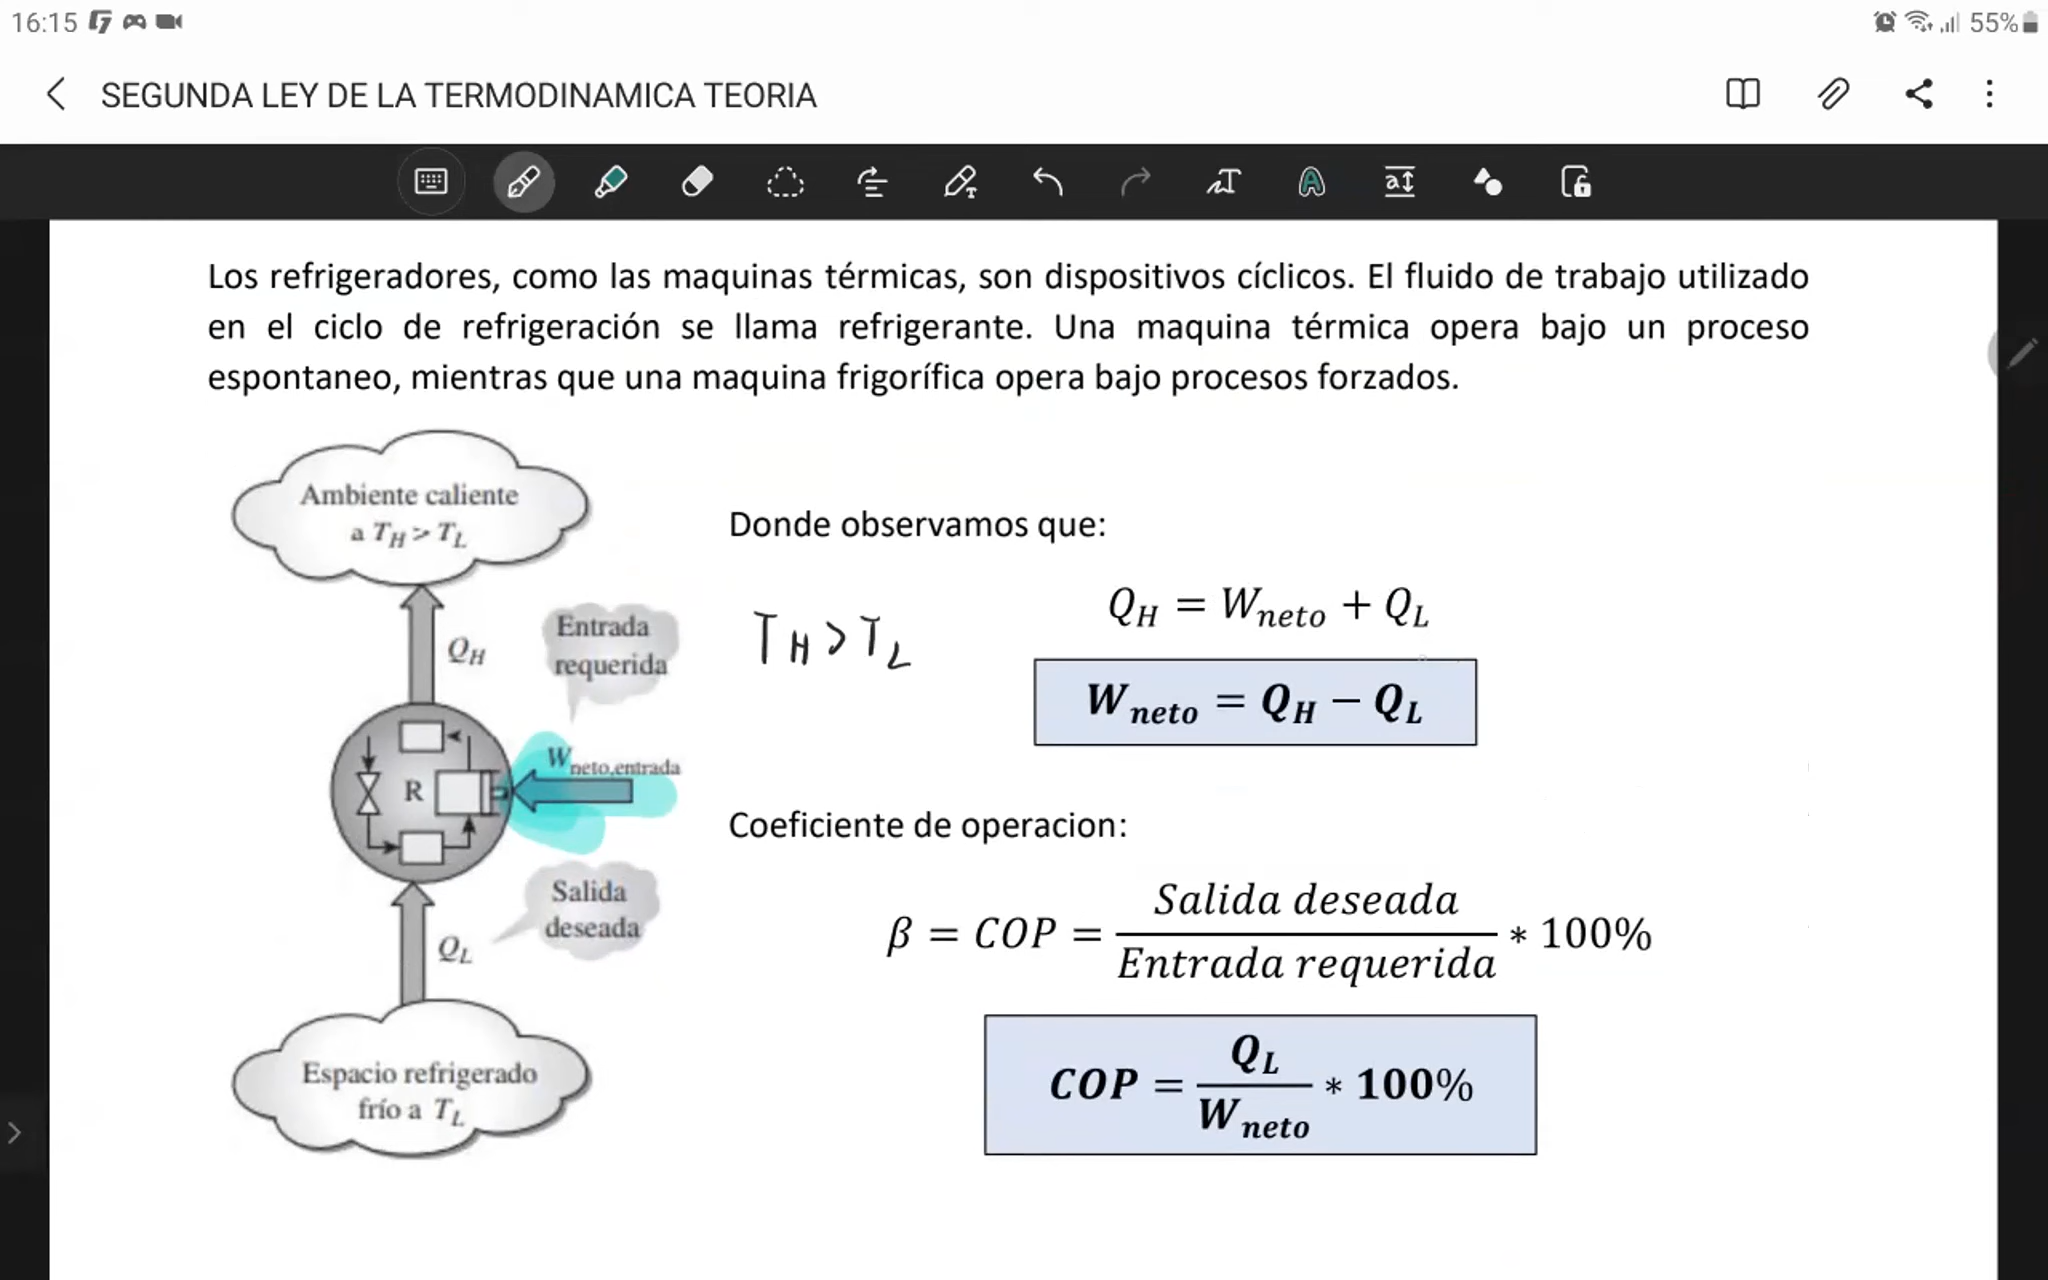 16:15
55%
SEGUNDA LEY DE LA TERMODINAMICA TEORIA
Los refrigeradores, como las maquinas térmicas, son dispositivos cíclicos. El fluido de trabajo utilizado
en el ciclo de refrigeración se llama refrigerante. Una maquina térmica opera bajo un proceso
espontaneo, mientras que una maquina frigorífica opera bajo procesos forzados.
Ambiente caliente
a T_H > T_L
Q_H
Entrada
requerida
R
W_neto,entrada
Salida
deseada
Q_L
Espacio refrigerado
frío a T_L
Donde observamos que:
T_H > T_L
Q_H = W_neto + Q_L
W_neto = Q_H − Q_L
Coeficiente de operacion:
β = COP = Salida deseada / Entrada requerida * 100%
COP = Q_L / W_neto * 100%